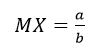 MX = a/b